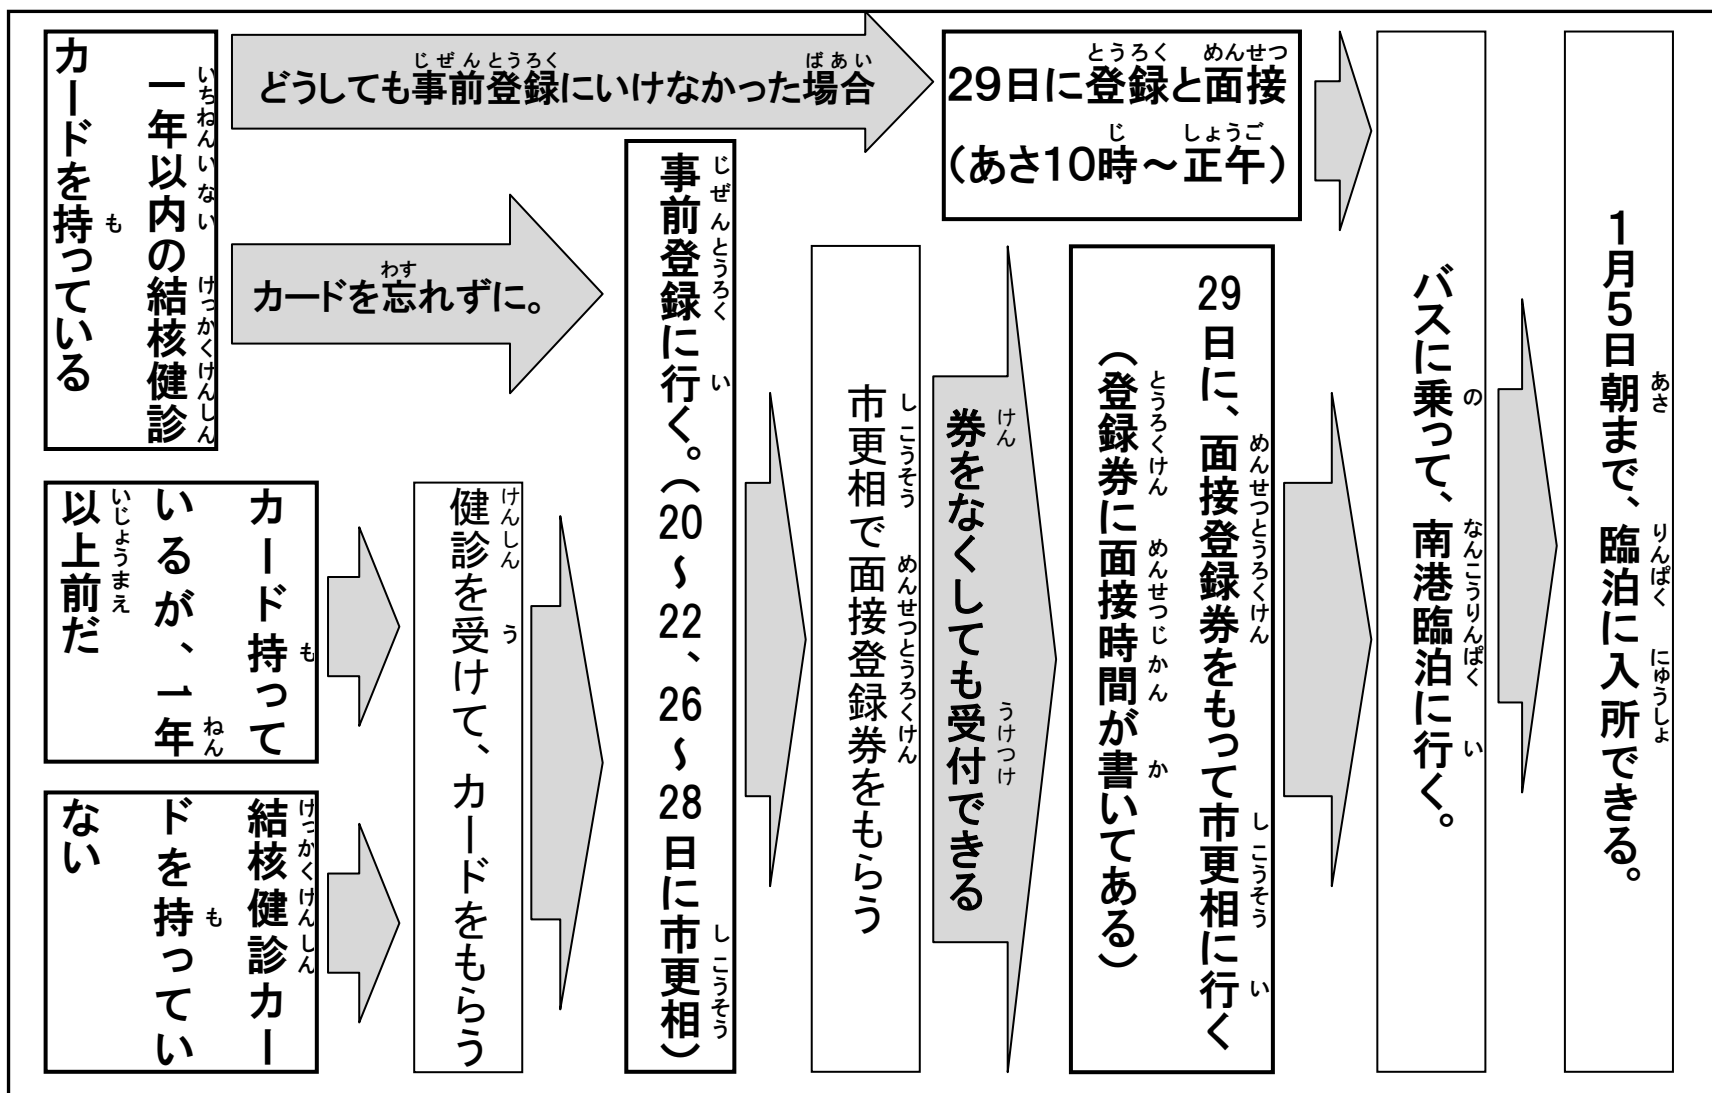 一年以内の結核健診
カードを持っている
どうしても事前登録にいけなかった場合
29日に登録と面接
(あさ10時～正午)
カードを忘れずに。
カード持って
いるが、一年
以上前だ
結核健診カー
ドを持ってい
ない
健診を受けて、カードをもらう
事前登録に行く。(20～22、26～28日に市更相)
市更相で面接登録券をもらう
券をなくしても受付できる
29日に、面接登録券をもって市更相に行く
(登録券に面接時間が書いてある)
バスに乗って、南港臨泊に行く。
1月5日朝まで、臨泊に入所できる。